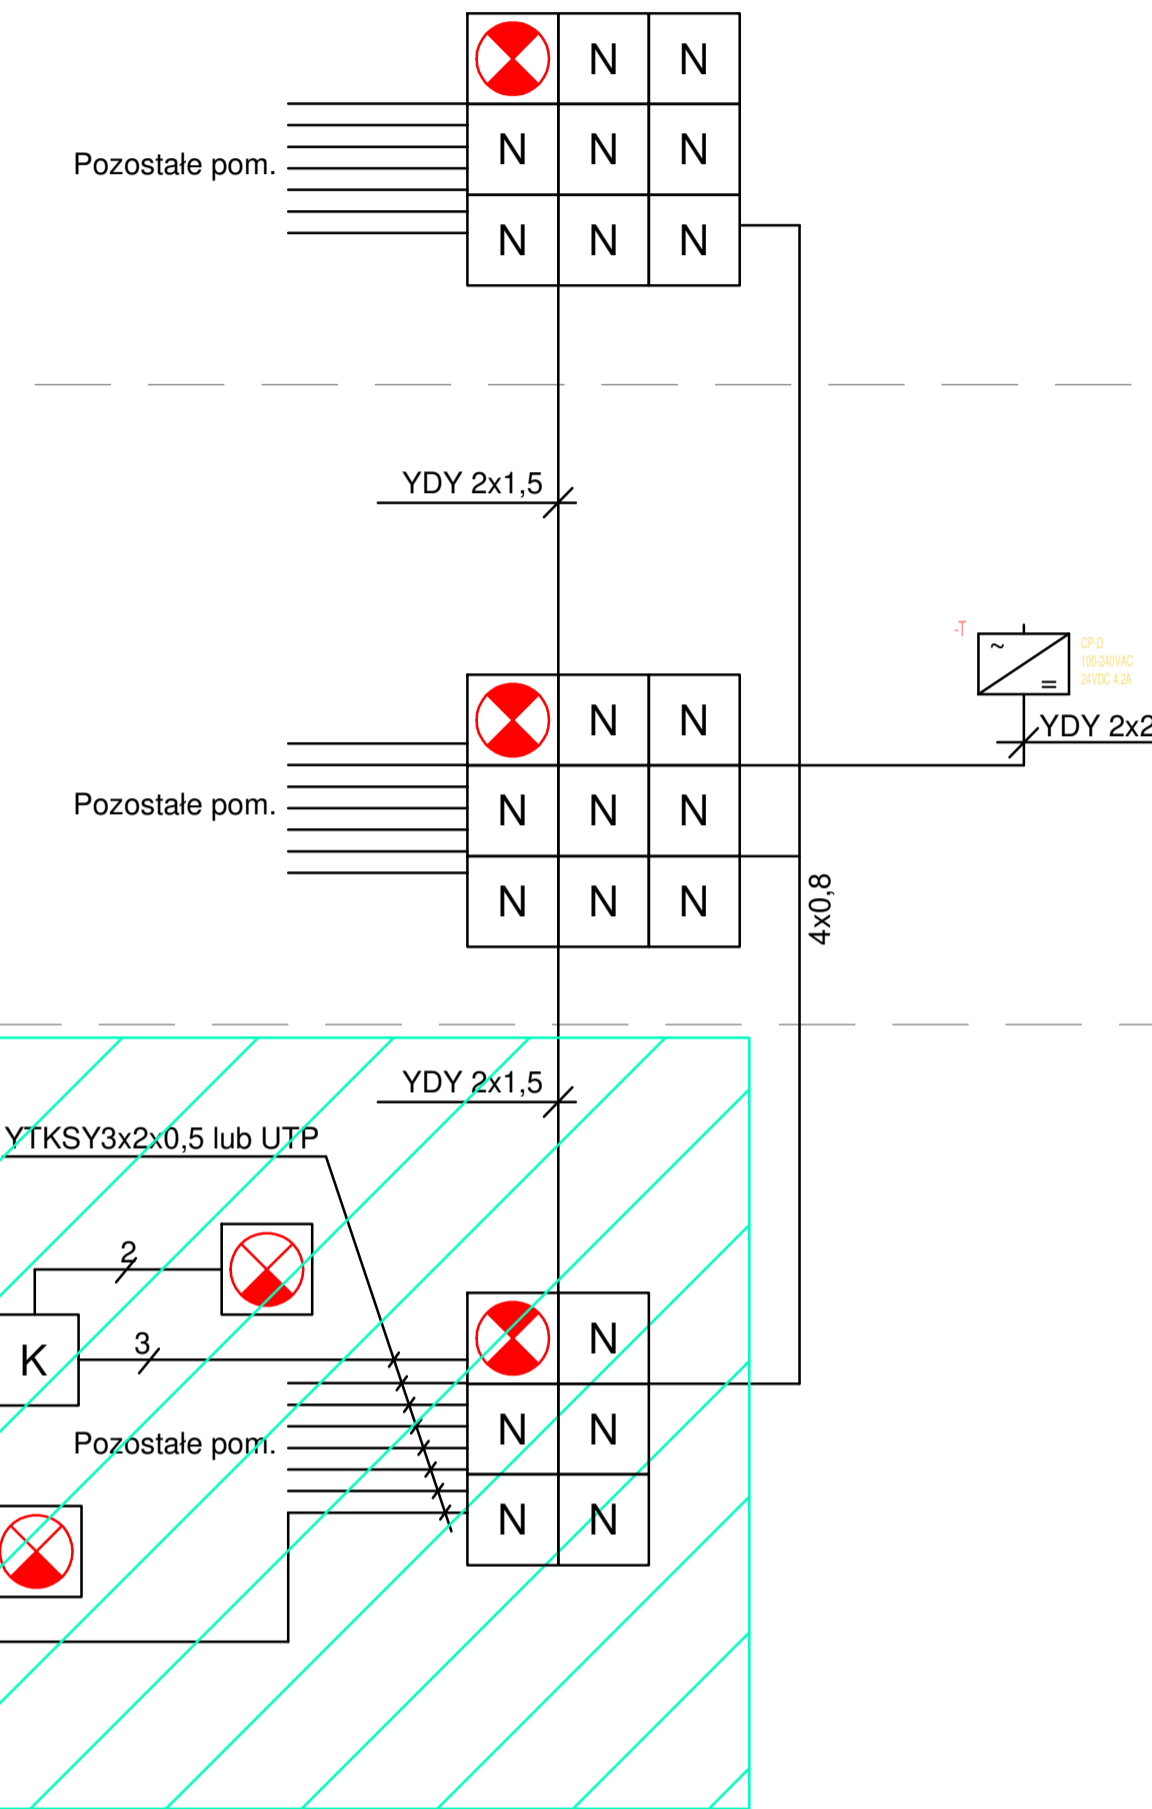 N N
N N N
N N N
Pozostałe pom.
YDY 2x1,5
-T
~
=
CP-D
100-240VAC
24VDC 4.2A
YDY 2x2
N N
N N N
N N N
Pozostałe pom.
4x0,8
YDY 2x1,5
YTKSY3x2x0,5 lub UTP
2
3
K
N
N N
N N
Pozostałe pom.